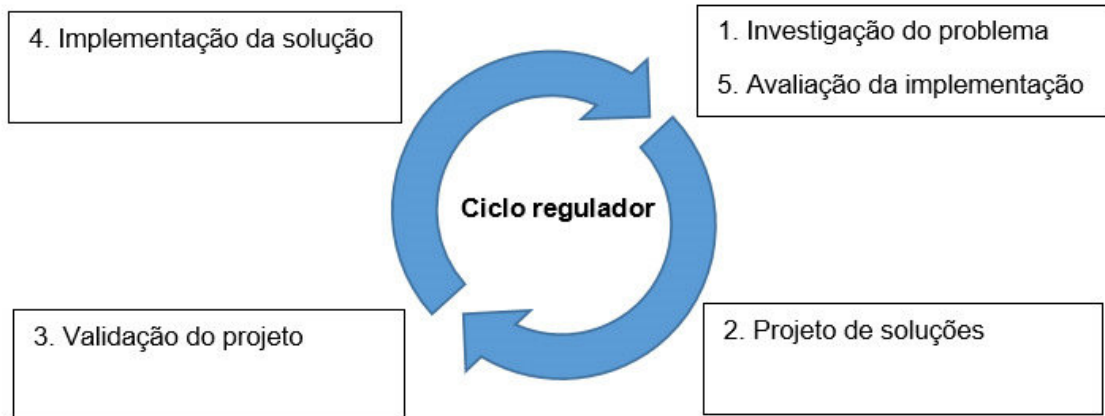 4. Implementação da solução
1. Investigação do problema
5. Avaliação da implementação
Ciclo regulador
3. Validação do projeto
2. Projeto de soluções